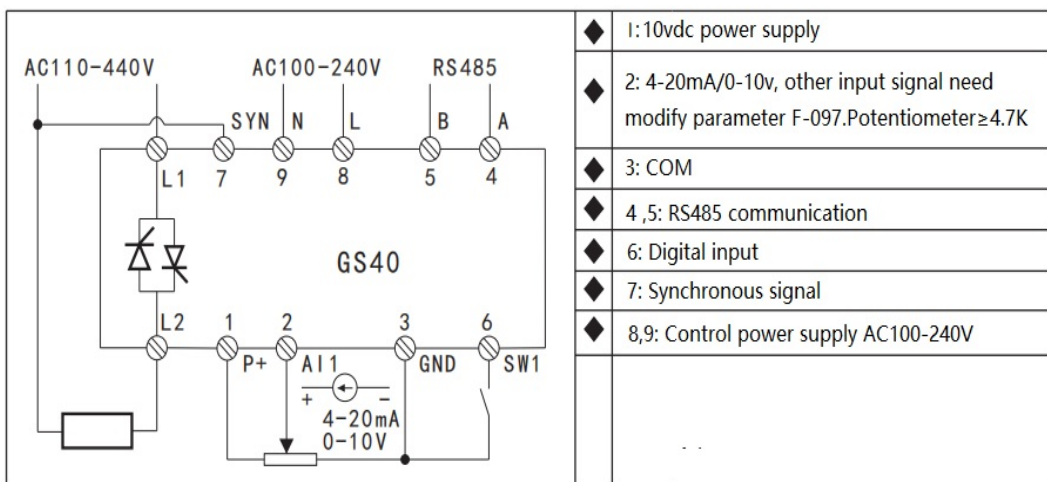 AC110-440V AC100-240V RS485
SYN N L B A
L1 7 9 8 5 4
GS40
L2 1 2 3 6
P+ AI1 GND SW1
+ -
4-20mA
0-10V
1:10vdc power supply
2: 4-20mA/0-10v, other input signal need
modify parameter F-097.Potentiometer≥4.7K
3: COM
4 ,5: RS485 communication
6: Digital input
7: Synchronous signal
8,9: Control power supply AC100-240V